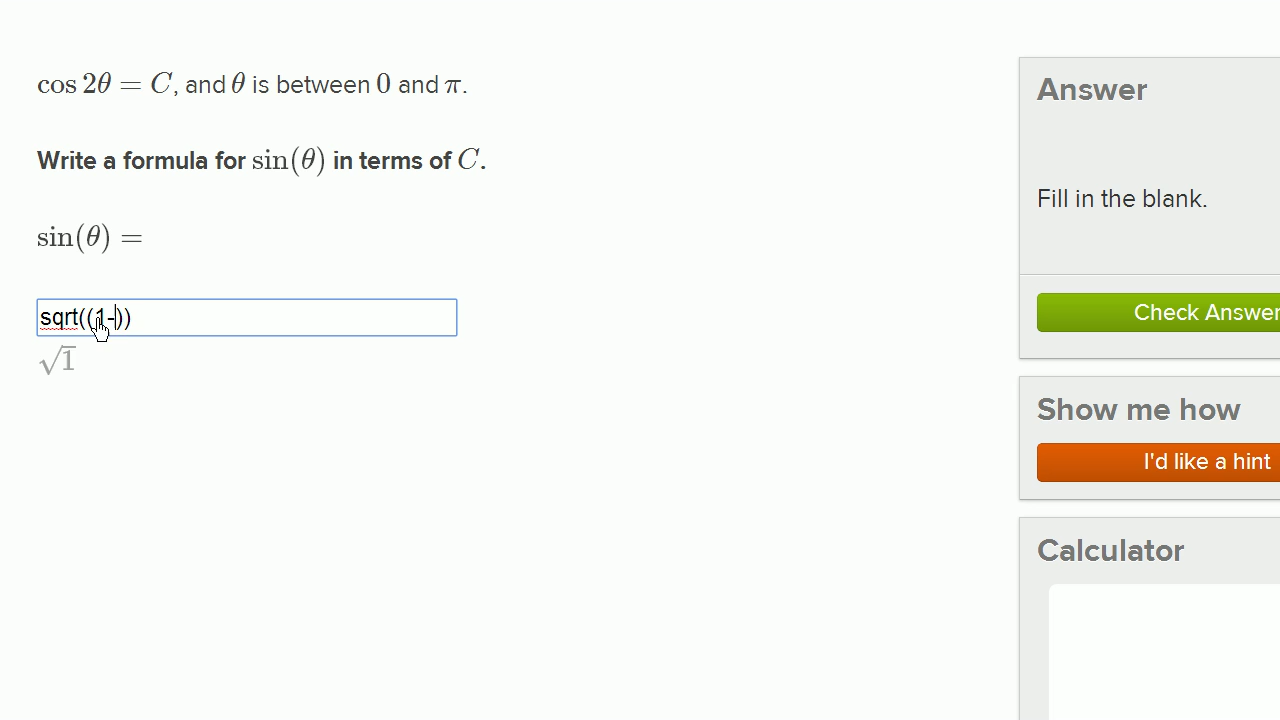 cos 2θ = C, and θ is between 0 and π.
Write a formula for sin(θ) in terms of C.
sin(θ) =
sqrt((1-))
√1
Answer
Fill in the blank.
Check Answer
Show me how
I'd like a hint
Calculator